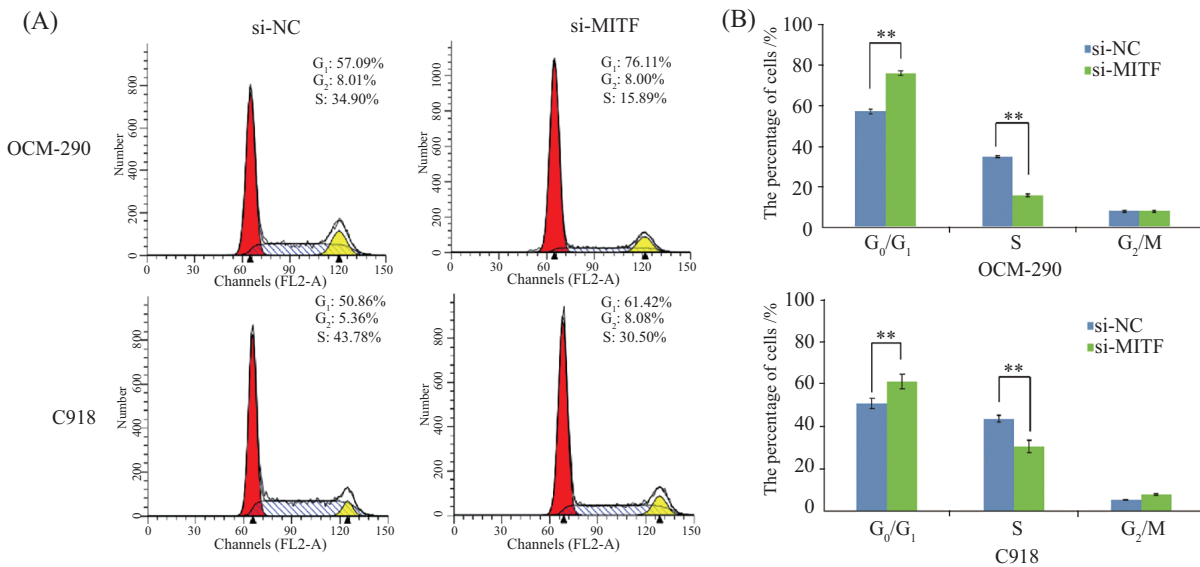 (A)
si-NC
si-MITF
OCM-290
Number
0 200 400 600 800
G₁: 57.09%
G₂: 8.01%
S: 34.90%
0 30 60 90 120 150
Channels (FL2-A)
Number
0 200 400 600 800 1000
G₁: 76.11%
G₂: 8.00%
S: 15.89%
0 30 60 90 120 150
Channels (FL2-A)
C918
Number
0 200 400 600 800
G₁: 50.86%
G₂: 5.36%
S: 43.78%
0 30 60 90 120 150
Channels (FL2-A)
Number
0 200 400 600 800
G₁: 61.42%
G₂: 8.08%
S: 30.50%
0 30 60 90 120 150
Channels (FL2-A)
(B)
The percentage of cells /%
100
80
60
40
20
0
**
**
si-NC
si-MITF
G₀/G₁ S G₂/M
OCM-290
The percentage of cells /%
100
80
60
40
20
0
**
**
si-NC
si-MITF
G₀/G₁ S G₂/M
C918